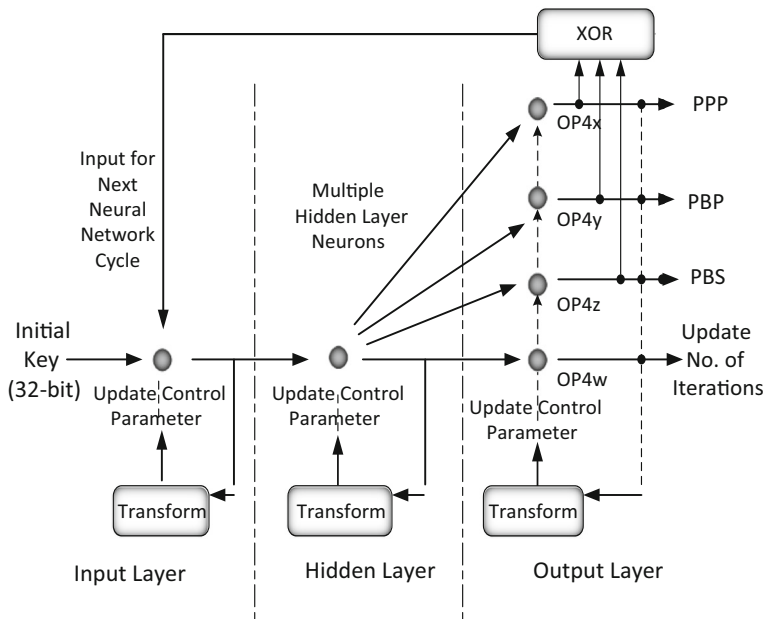 XOR
PPP
OP4x
Input for
Next
Neural
Network
Cycle
Multiple
Hidden Layer
Neurons
PBP
OP4y
PBS
OP4z
Initial
Key
(32-bit)
Update
No. of
Iterations
OP4w
Update Control
Parameter
Update Control
Parameter
Update Control
Parameter
Transform
Transform
Transform
Input Layer
Hidden Layer
Output Layer